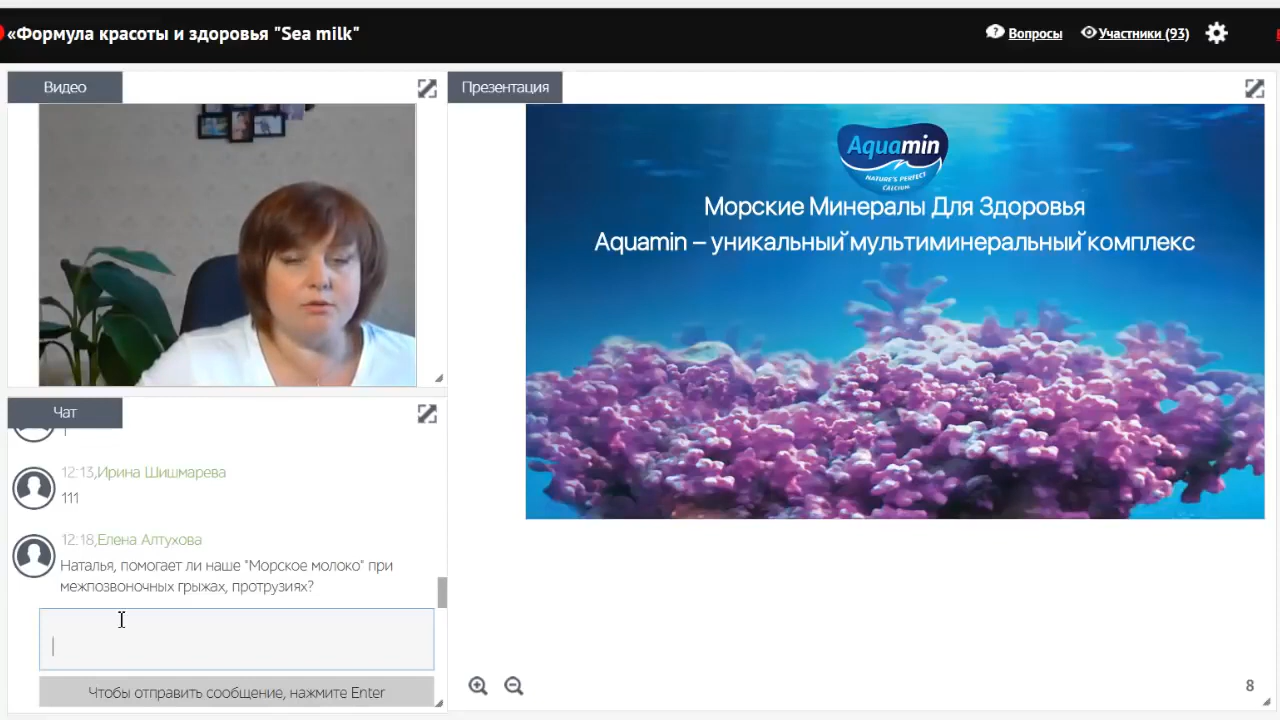 «Формула красоты и здоровья "Sea milk"
Вопросы
Участники (93)
Видео
Презентация
Aquamin
NATURE'S PERFECT
CALCIUM
Морские Минералы Для Здоровья
Aquamin – уникальный мультиминеральный комплекс
Чат
1
12:13,Ирина Шишмарева
111
12:18,Елена Алтухова
Наталья, помогает ли наше "Морское молоко" при
межпозвоночных грыжах, протрузиях?
Чтобы отправить сообщение, нажмите Enter
8